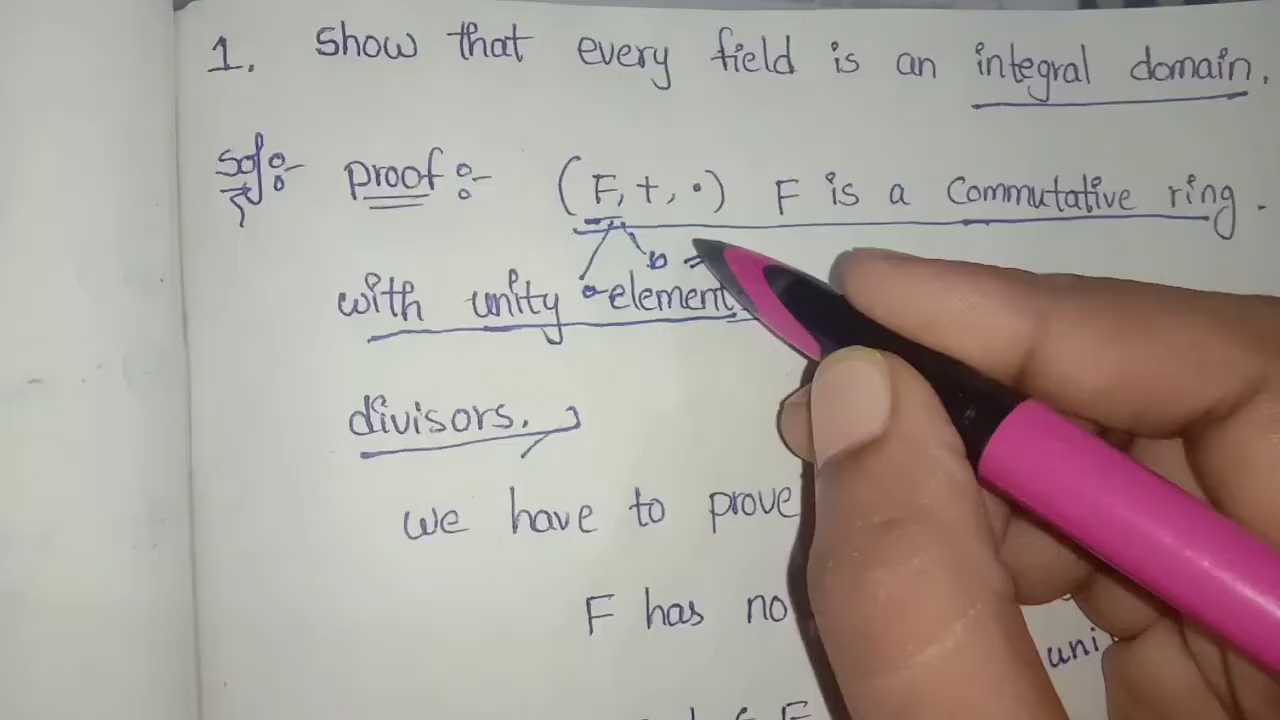 1. Show that every field is an integral domain.
Sol:- Proof:- (F, +, •) F is a commutative ring.
b =
with unity element
divisors.
we have to prove
F has no
uni